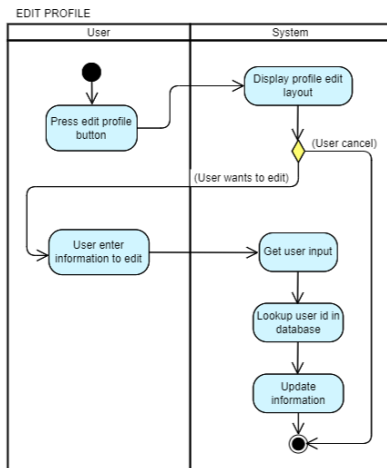 EDIT PROFILE
User
System
Display profile edit
layout
Press edit profile
button
(User cancel)
(User wants to edit)
User enter
information to edit
Get user input
Lookup user id in
database
Update
information